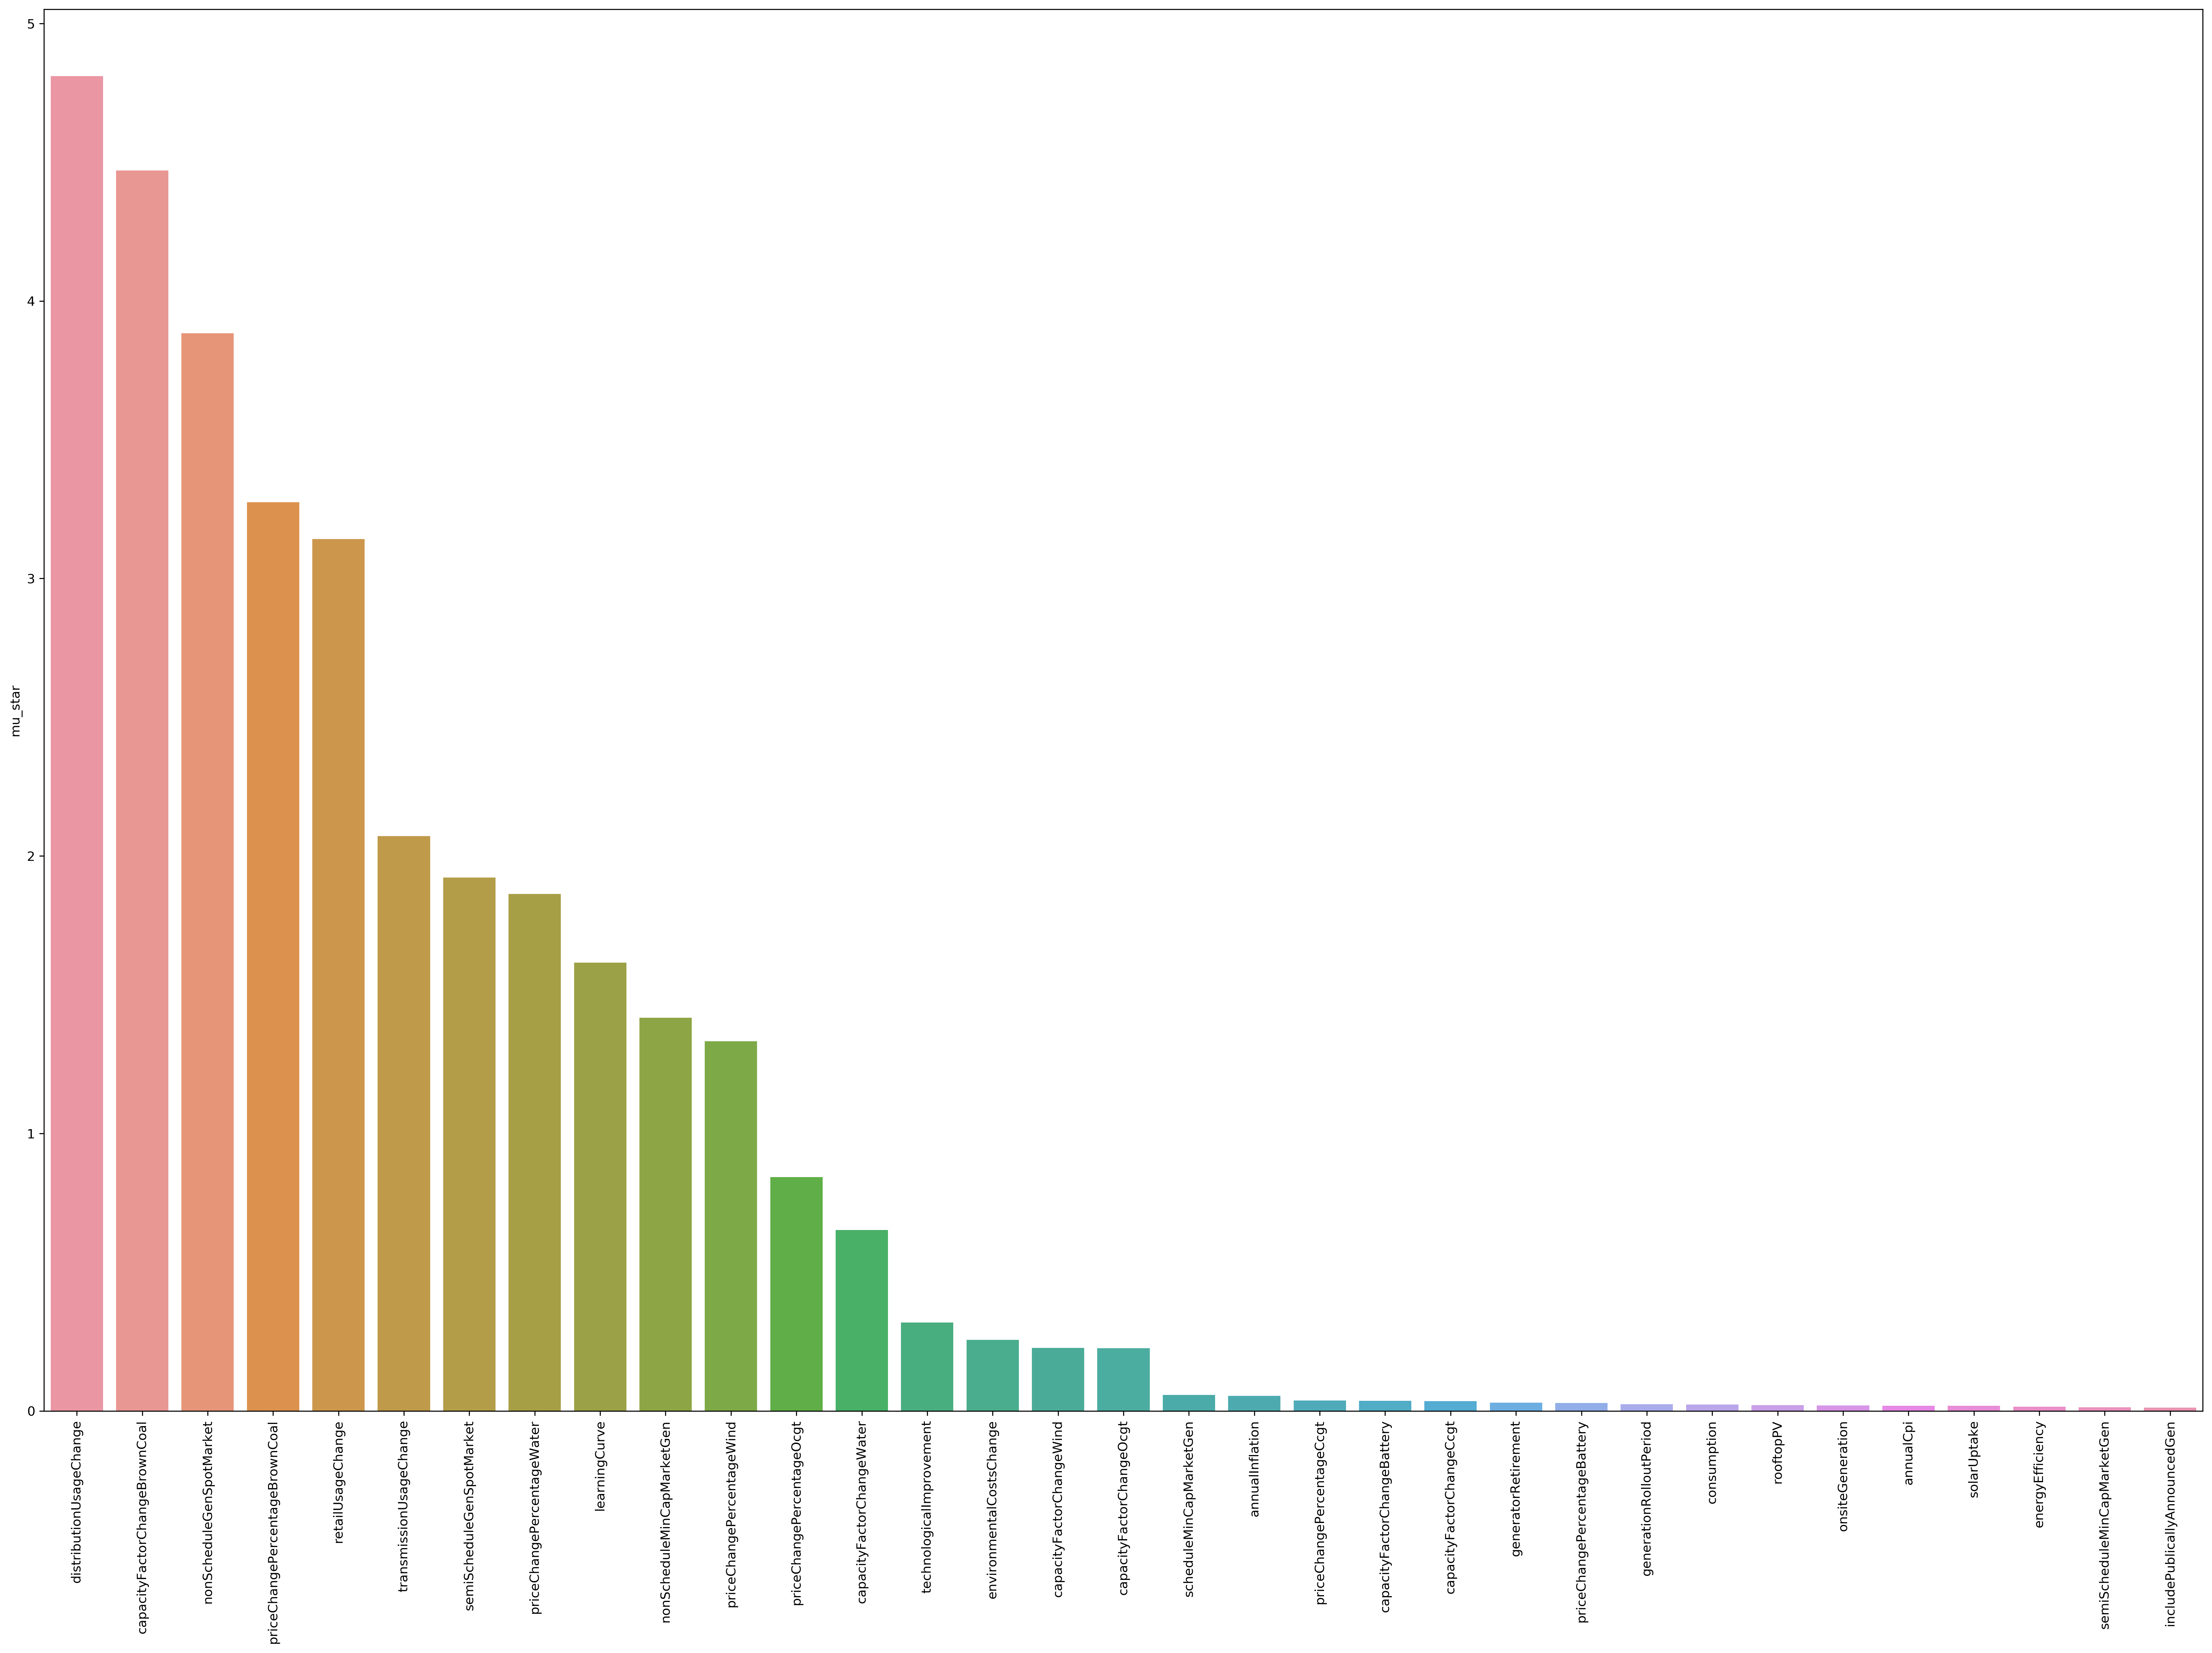 5
4
3
2
1
0
mu_star
distributionUsageChange
capacityFactorChangeBrownCoal
nonScheduleGenSpotMarket
priceChangePercentageBrownCoal
retailUsageChange
transmissionUsageChange
semiScheduleGenSpotMarket
priceChangePercentageWater
learningCurve
nonScheduleMinCapMarketGen
priceChangePercentageWind
priceChangePercentageOcgt
capacityFactorChangeWater
technologicalImprovement
environmentalCostsChange
capacityFactorChangeWind
capacityFactorChangeOcgt
scheduleMinCapMarketGen
annualInflation
priceChangePercentageCcgt
capacityFactorChangeBattery
capacityFactorChangeCcgt
generatorRetirement
priceChangePercentageBattery
generationRolloutPeriod
consumption
rooftopPV
onsiteGeneration
annualCpi
solarUptake
energyEfficiency
semiScheduleMinCapMarketGen
includePublicallyAnnouncedGen